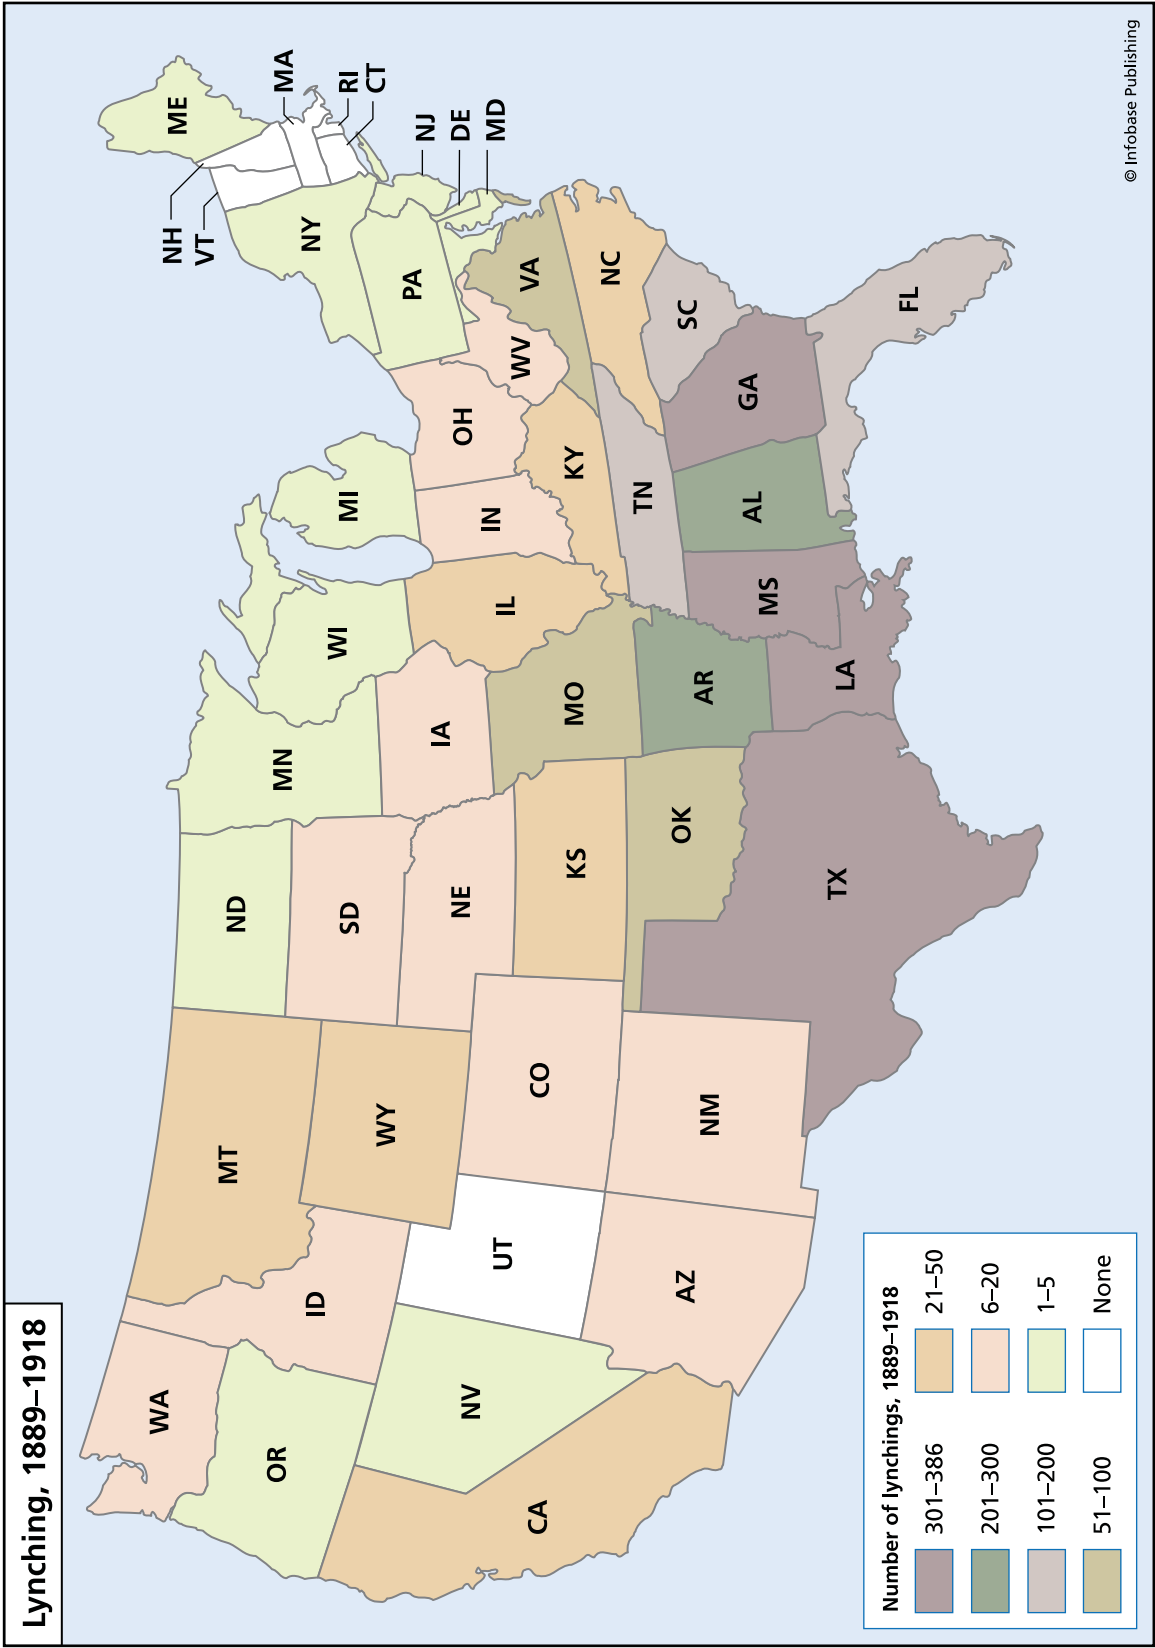 Lynching, 1889–1918
WA
OR
CA
NV
ID
MT
WY
UT
AZ
CO
NM
ND
SD
NE
KS
OK
TX
MN
IA
MO
AR
LA
WI
IL
MS
MI
IN
KY
TN
AL
OH
WV
GA
FL
SC
NC
VA
PA
NY
VT
NH
ME
MA
RI
CT
NJ
DE
MD
Number of lynchings, 1889–1918
301–386
21–50
201–300
6–20
101–200
1–5
51–100
None
© Infobase Publishing